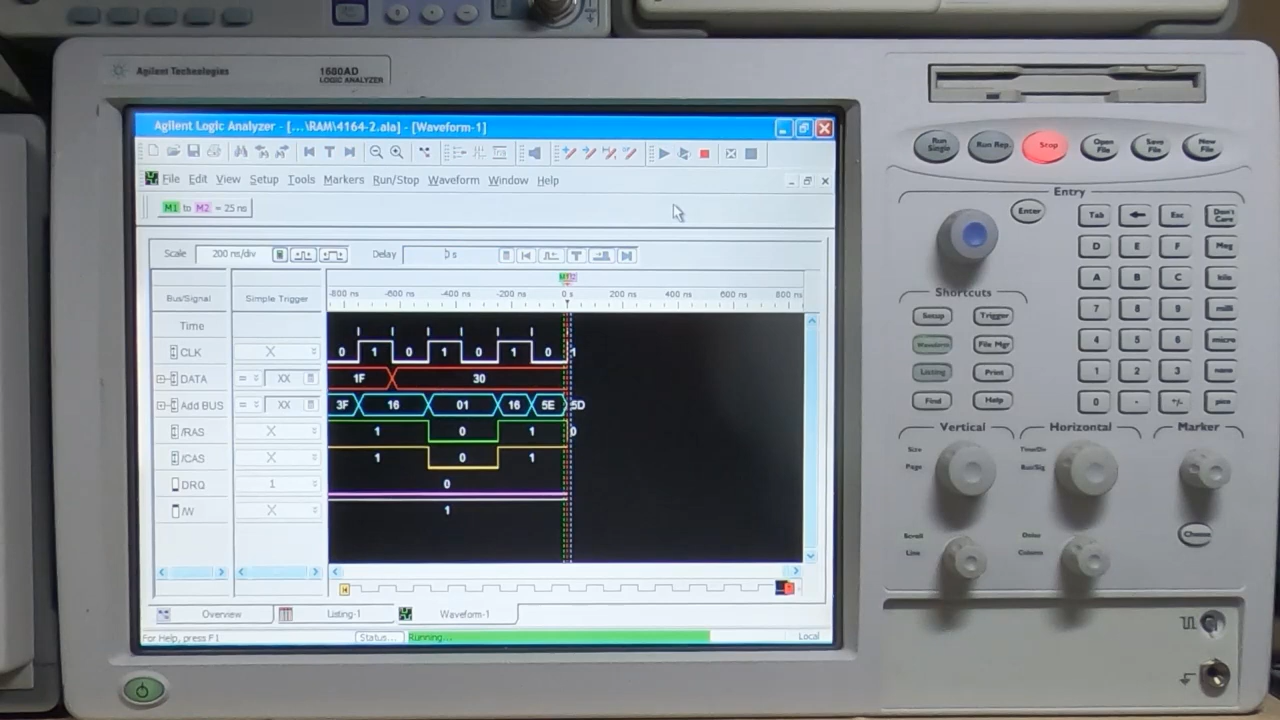 Agilent Technologies
1680AD
LOGIC ANALYZER
Agilent Logic Analyzer - [...\RAM\4164-2.ala] - [Waveform-1]
File Edit View Setup Tools Markers Run/Stop Waveform Window Help
M1 to M2 = 25 ns
Scale 200 ns/div Delay 0 s
Bus/Signal Simple Trigger
-800 ns -600 ns -400 ns -200 ns 0 s 200 ns 400 ns 600 ns 800 ns
Time
CLK X 0 1 0 1 0 1 0 1
DATA = XX 1F 30
Add BUS = XX 3F 16 01 16 5E 5D
/RAS X 1 0 1 0
/CAS X 1 0 1
DRQ 1 0
/W X 1
Overview Listing-1 Waveform-1
For Help, press F1 Status... Running... Local
Run Single
Run Rep
Stop
Open File
Save File
New File
Entry
Enter
Tab Esc Don't Care
D E F Meg
A B C kilo
7 8 9 milli
4 5 6 micro
1 2 3 nano
0 . +/- pico
Shortcuts
Setup Trigger
Waveform File Mgr
Listing Print
Find Help
Vertical Horizontal Marker
Size
Page
Time/Div
Bus/Sig
Scroll
Line
Delay
Column
Choose